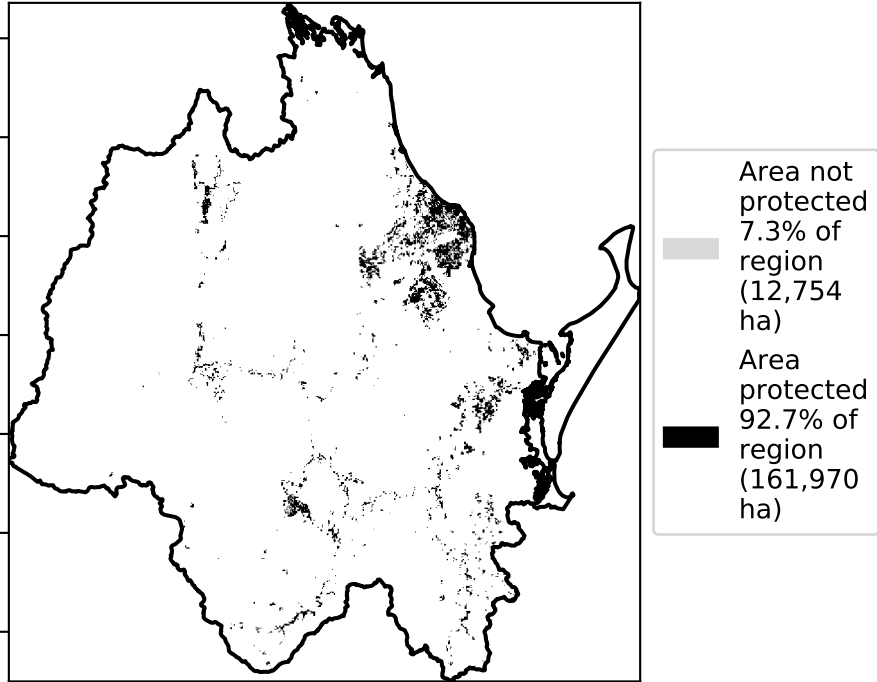 Area not
protected
7.3% of
region
(12,754
ha)
Area
protected
92.7% of
region
(161,970
ha)